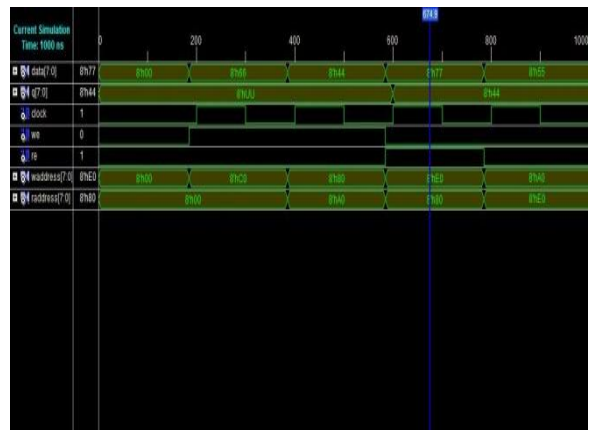 674.9
Current Simulation
Time: 1000 ns
0 200 400 600 800 1000
data[7:0] 8'h77 8'h00 8'h66 8'h44 8'h77 8'h55
q[7:0] 8'h44 8'hUU 8'h44
clock 1
we 0
re 1
waddress[7:0] 8'hE0 8'h00 8'hC0 8'h80 8'hE0 8'hA0
raddress[7:0] 8'h80 8'h00 8'hA0 8'h80 8'hE0